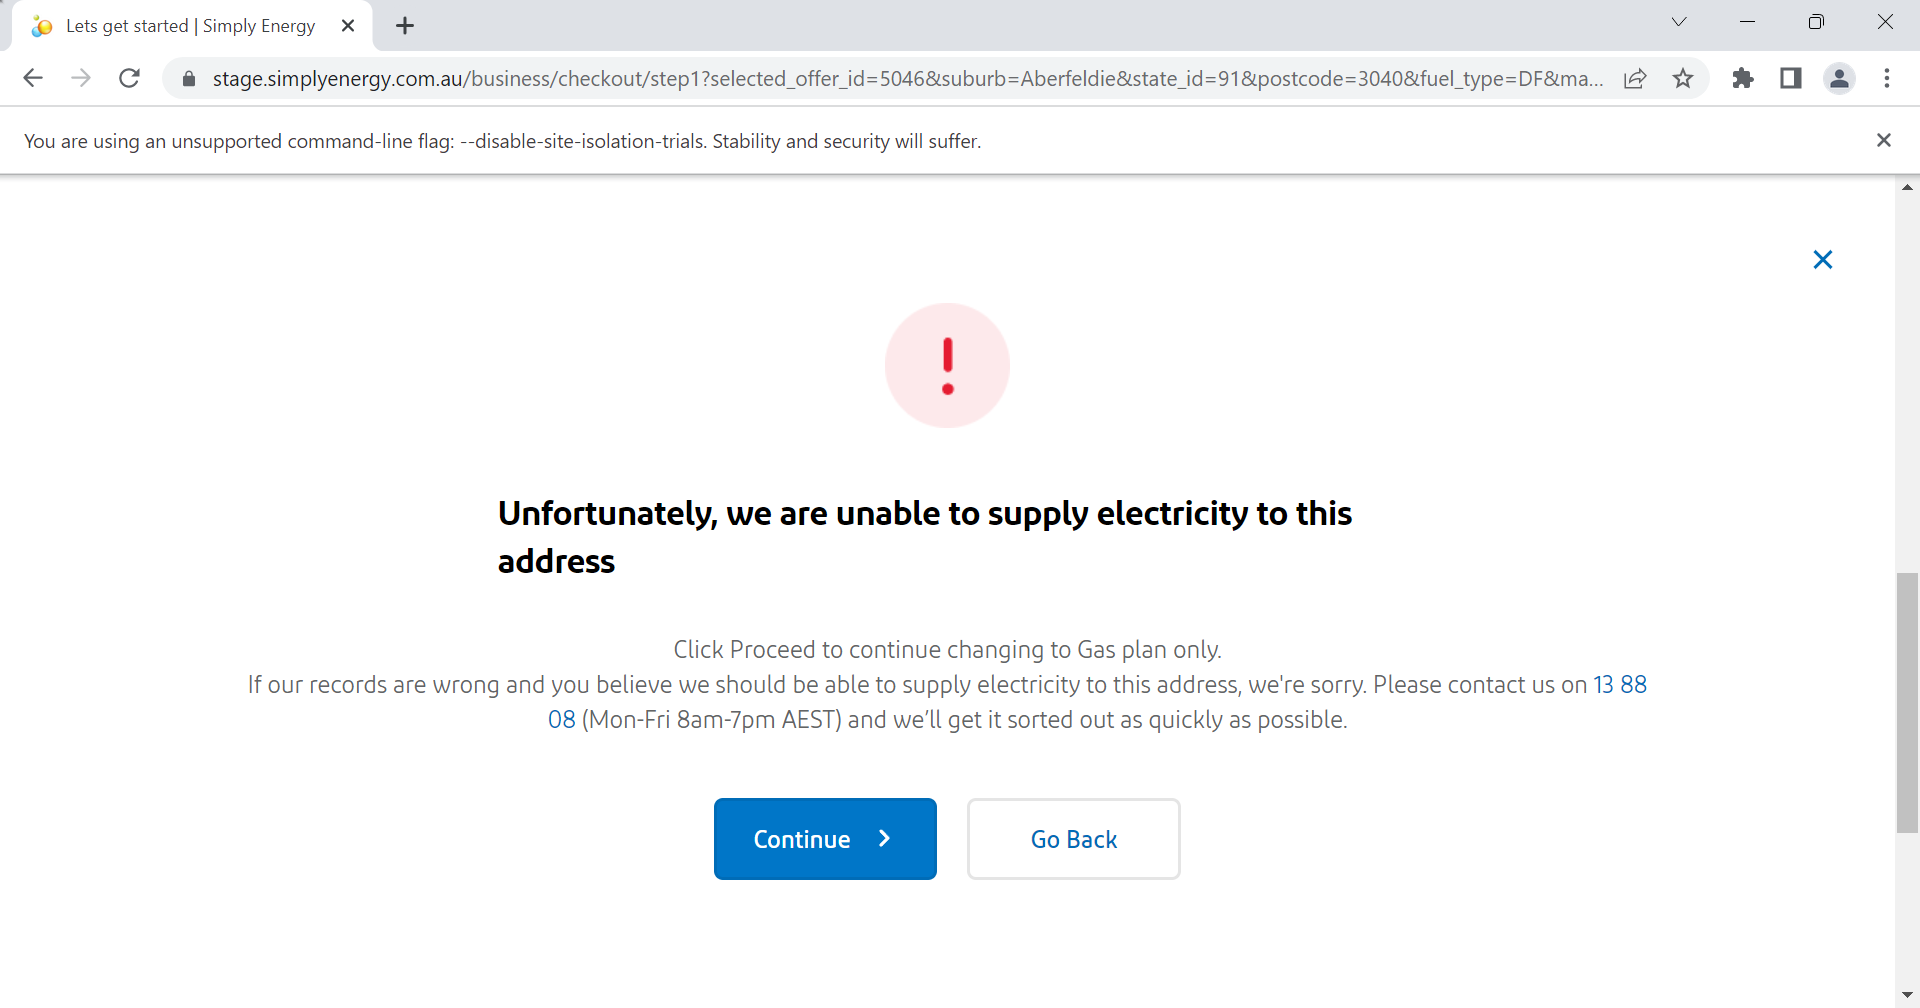 Lets get started | Simply Energy
stage.simplyenergy.com.au/business/checkout/step1?selected_offer_id=5046&suburb=Aberfeldie&state_id=91&postcode=3040&fuel_type=DF&ma...
You are using an unsupported command-line flag: --disable-site-isolation-trials. Stability and security will suffer.
Unfortunately, we are unable to supply electricity to this
address
Click Proceed to continue changing to Gas plan only.
If our records are wrong and you believe we should be able to supply electricity to this address, we're sorry. Please contact us on 13 88
08 (Mon-Fri 8am-7pm AEST) and we’ll get it sorted out as quickly as possible.
Continue
Go Back